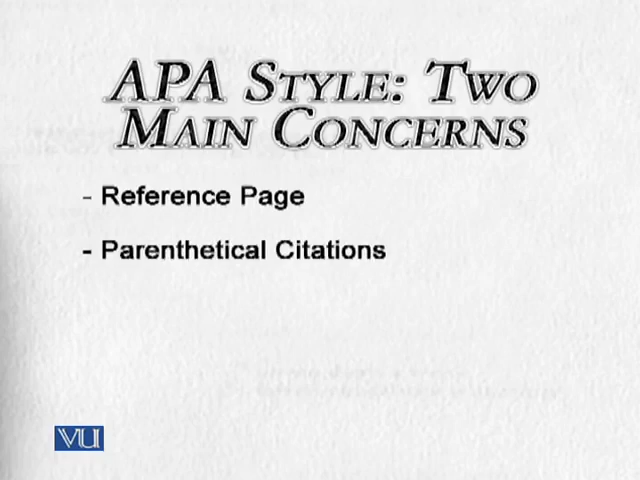 APA STYLE: TWO
MAIN CONCERNS
- Reference Page
- Parenthetical Citations
VU